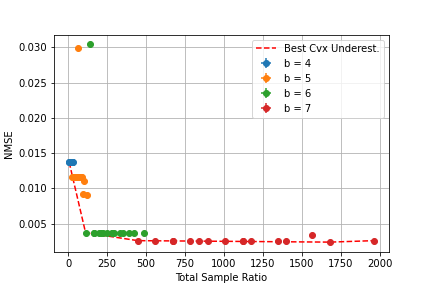 Best Cvx Underest.
b = 4
b = 5
b = 6
b = 7
NMSE
0.030
0.025
0.020
0.015
0.010
0.005
0 250 500 750 1000 1250 1500 1750 2000
Total Sample Ratio